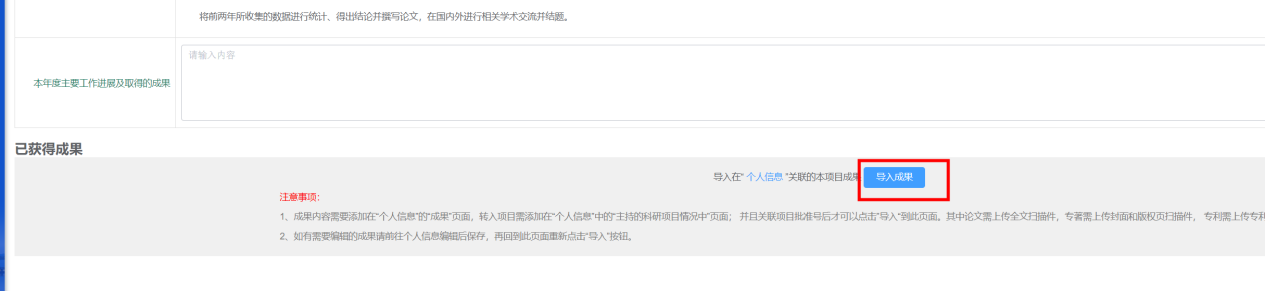 将前两年所收集的数据进行统计、得出结论并撰写论文，在国内外进行相关学术交流并结题。
请输入内容
本年度主要工作进展及取得的成果
已获得成果
导入在"个人信息"关联的本项目成果 导入成果
注意事项：
1、成果内容需要添加在"个人信息"的"成果"页面，转入项目需添加在"个人信息"中的"主持的科研项目情况中"页面； 并且关联项目批准号后才可以点击"导入"到此页面。其中论文需上传全文扫描件，专著需上传封面和版权页扫描件， 专利需上传专利
2、如有需要编辑的成果请前往个人信息编辑后保存，再回到此页面重新点击"导入"按钮。